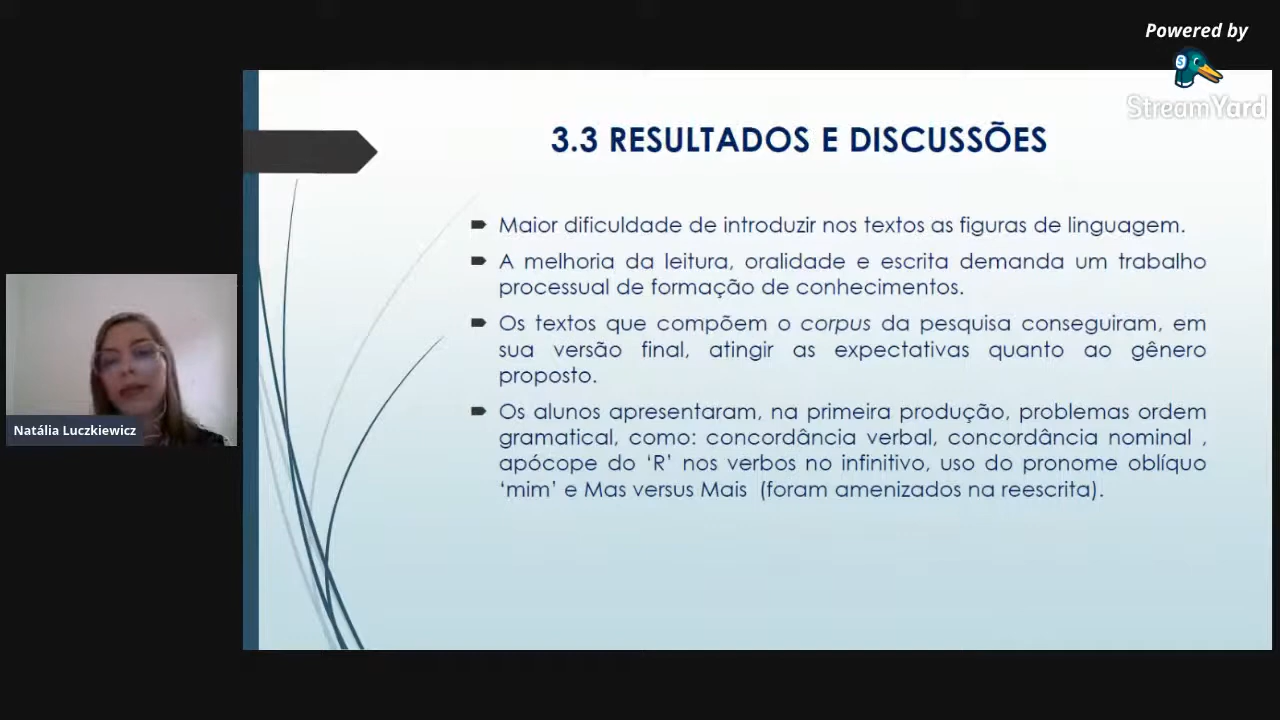 Powered by
StreamYard
3.3 RESULTADOS E DISCUSSÕES
Maior dificuldade de introduzir nos textos as figuras de linguagem.
A melhoria da leitura, oralidade e escrita demanda um trabalho
processual de formação de conhecimentos.
Os textos que compõem o corpus da pesquisa conseguiram, em
sua versão final, atingir as expectativas quanto ao gênero
proposto.
Os alunos apresentaram, na primeira produção, problemas ordem
gramatical, como: concordância verbal, concordância nominal ,
apócope do ‘R’ nos verbos no infinitivo, uso do pronome oblíquo
‘mim’ e Mas versus Mais (foram amenizados na reescrita).
Natália Luczkiewicz